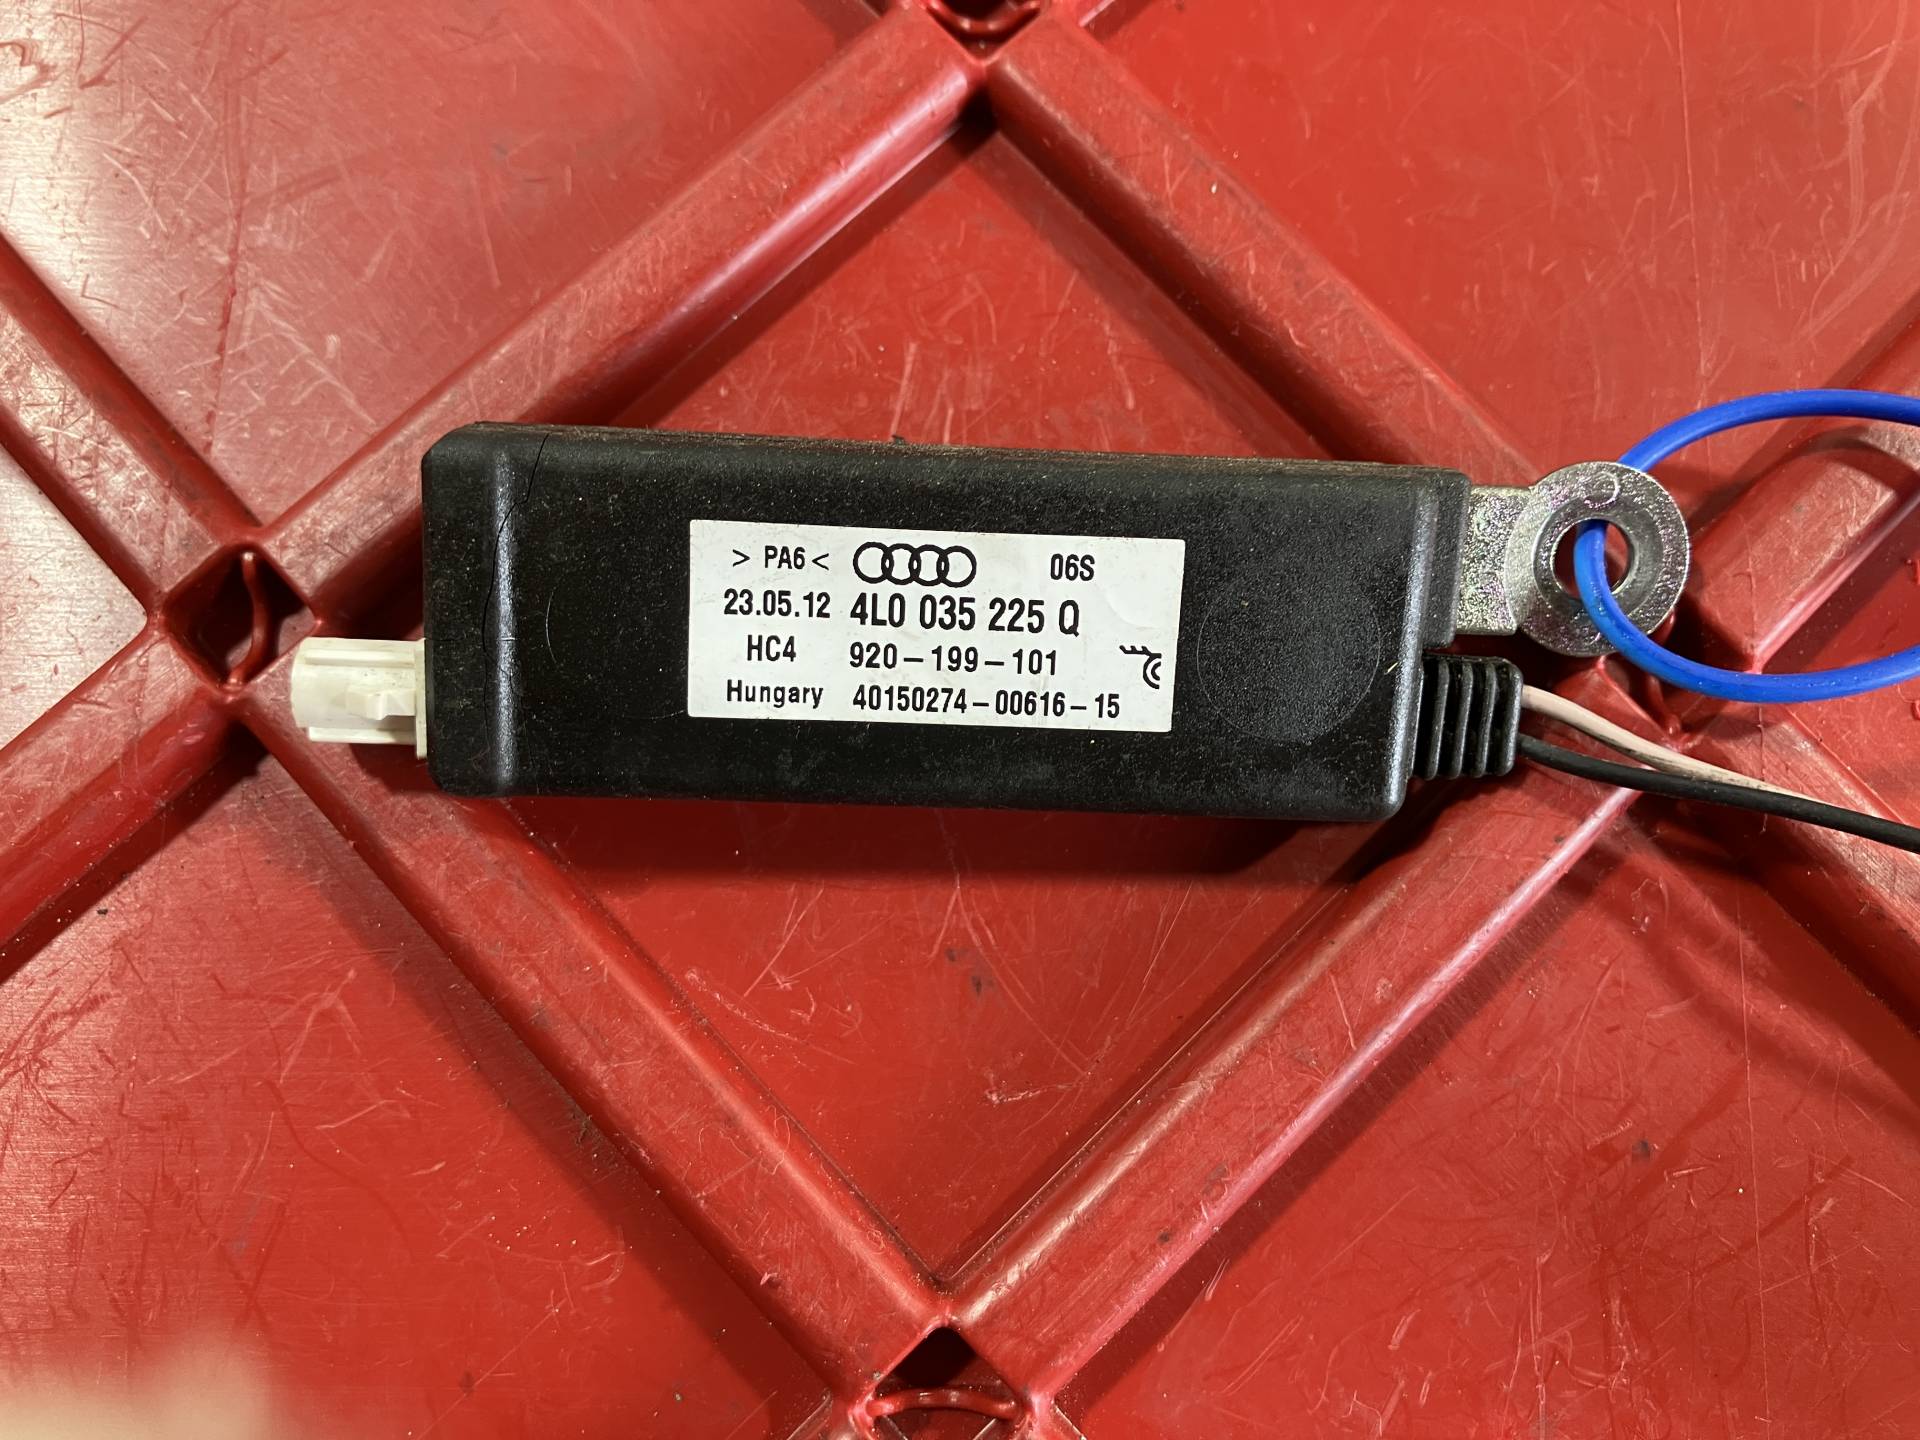 > PA6 < 06S
23.05.12 4L0 035 225 Q
HC4 920-199-101
Hungary 40150274-00616-15